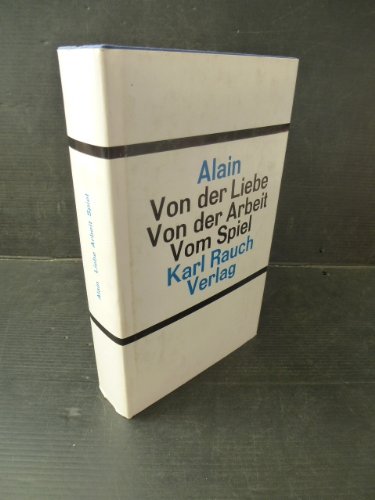 Alain
Von der Liebe
Von der Arbeit
Vom Spiel
Karl Rauch
Verlag
Alain Liebe Arbeit Spiel